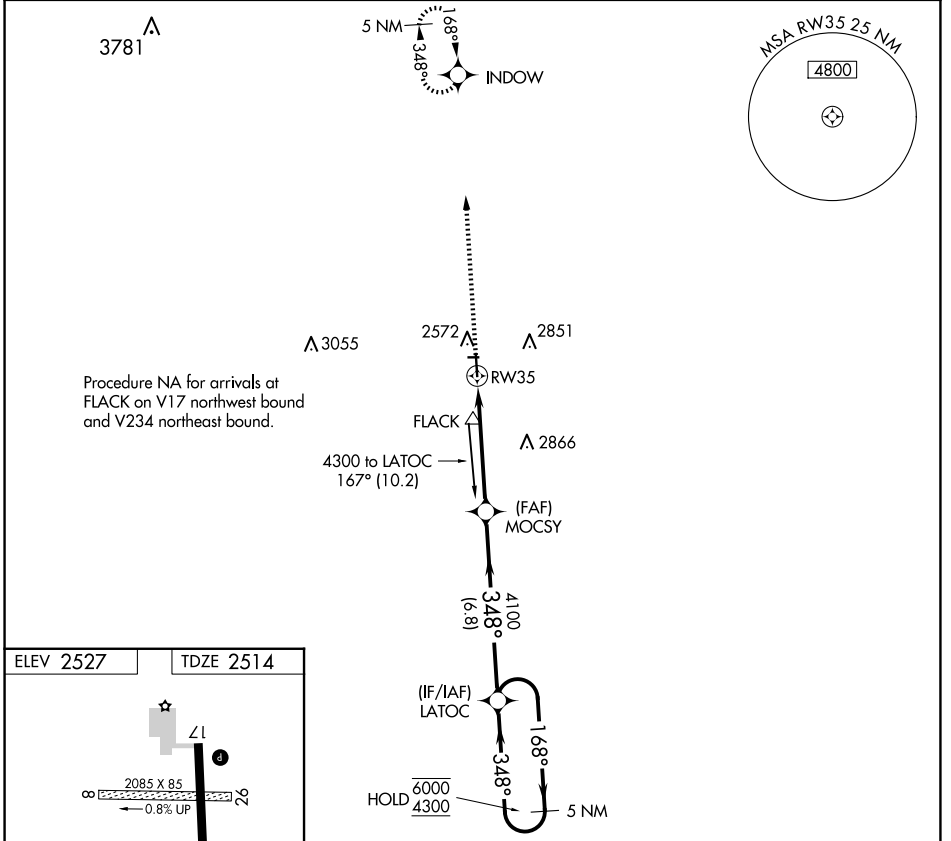 3781
5 NM
168°
348°
INDOW
MSA RW35 25 NM
4800
3055
2572
2851
RW35
Procedure NA for arrivals at
FLACK on V17 northwest bound
and V234 northeast bound.
FLACK
2866
4300 to LATOC
167° (10.2)
(FAF)
MOCSY
348°
4100
(6.8)
(IF/IAF)
LATOC
168°
348°
HOLD 6000
4300
5 NM
ELEV 2527
TDZE 2514
17
P
2085 X 85
8
26
0.8% UP